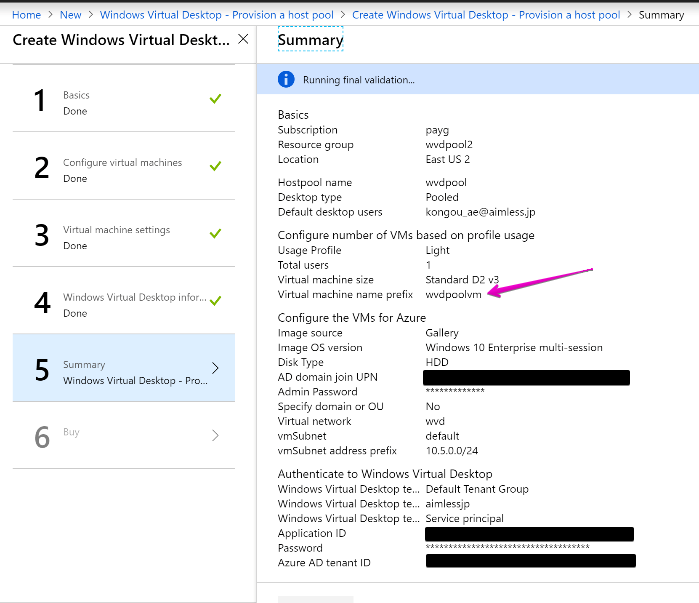 Home > New > Windows Virtual Desktop - Provision a host pool > Create Windows Virtual Desktop - Provision a host pool > Summary
Create Windows Virtual Deskt...
1
Basics
Done
2
Configure virtual machines
Done
3
Virtual machine settings
Done
4
Windows Virtual Desktop infor...
Done
5
Summary
Windows Virtual Desktop - Pro...
6
Buy
Summary
Running final validation...
Basics
Subscription payg
Resource group wvdpool2
Location East US 2
Hostpool name wvdpool
Desktop type Pooled
Default desktop users kongou_ae@aimless.jp
Configure number of VMs based on profile usage
Usage Profile Light
Total users 1
Virtual machine size Standard D2 v3
Virtual machine name prefix wvdpoolvm
Configure the VMs for Azure
Image source Gallery
Image OS version Windows 10 Enterprise multi-session
Disk Type HDD
AD domain join UPN
Admin Password *************
Specify domain or OU No
Virtual network wvd
vmSubnet default
vmSubnet address prefix 10.5.0.0/24
Authenticate to Windows Virtual Desktop
Windows Virtual Desktop te... Default Tenant Group
Windows Virtual Desktop te... aimlessjp
Windows Virtual Desktop te... Service principal
Application ID
Password ************************************
Azure AD tenant ID